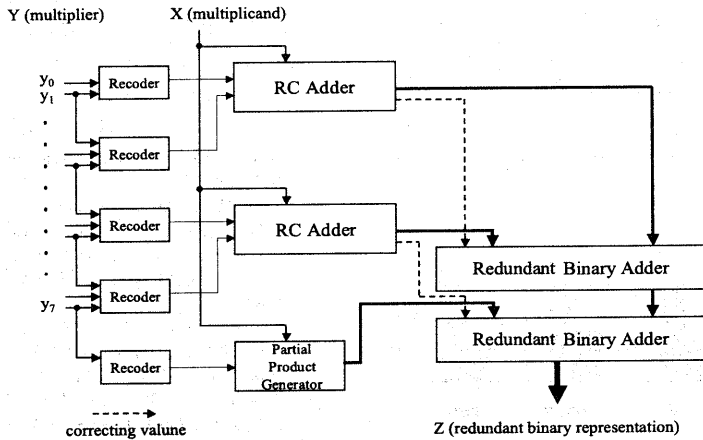 Y (multiplier)
X (multiplicand)
y0
y1
Recoder
RC Adder
Recoder
Recoder
RC Adder
Redundant Binary Adder
Recoder
y7
Redundant Binary Adder
Partial
Product
Generator
Recoder
correcting valune
Z (redundant binary representation)